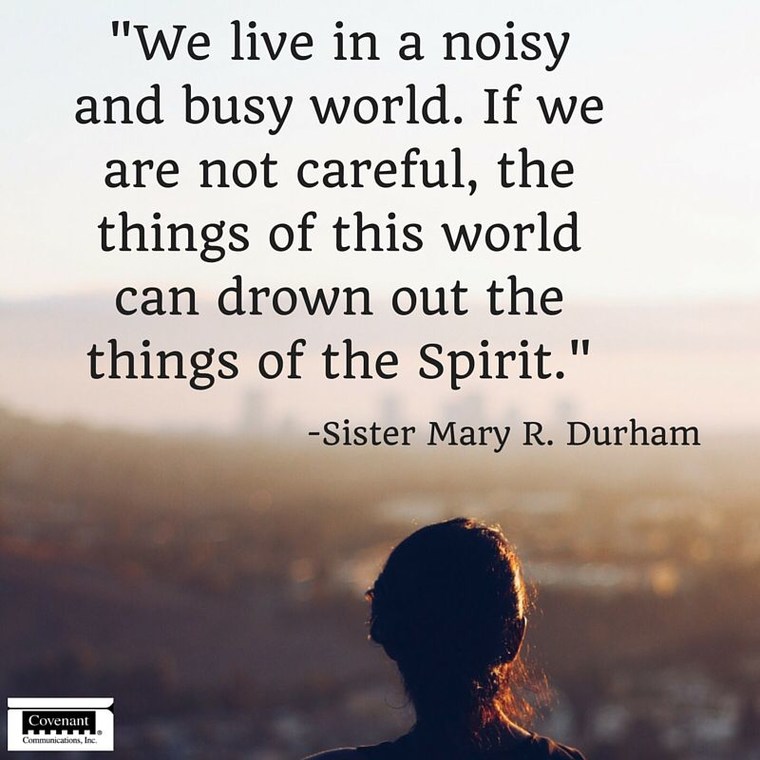 "We live in a noisy
and busy world. If we
are not careful, the
things of this world
can drown out the
things of the Spirit."
-Sister Mary R. Durham
Covenant
Communications, Inc.
®